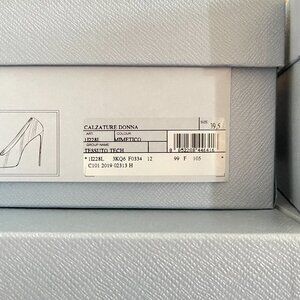 CALZATURE DONNA
SIZE 39,5
ART. COLOUR
1I228L MIMETICO
GROUP NAME
TESSUTO TECH
*1I228L 3KQ6 F0334 12 99 F 105 *
C101 2019 02313 H